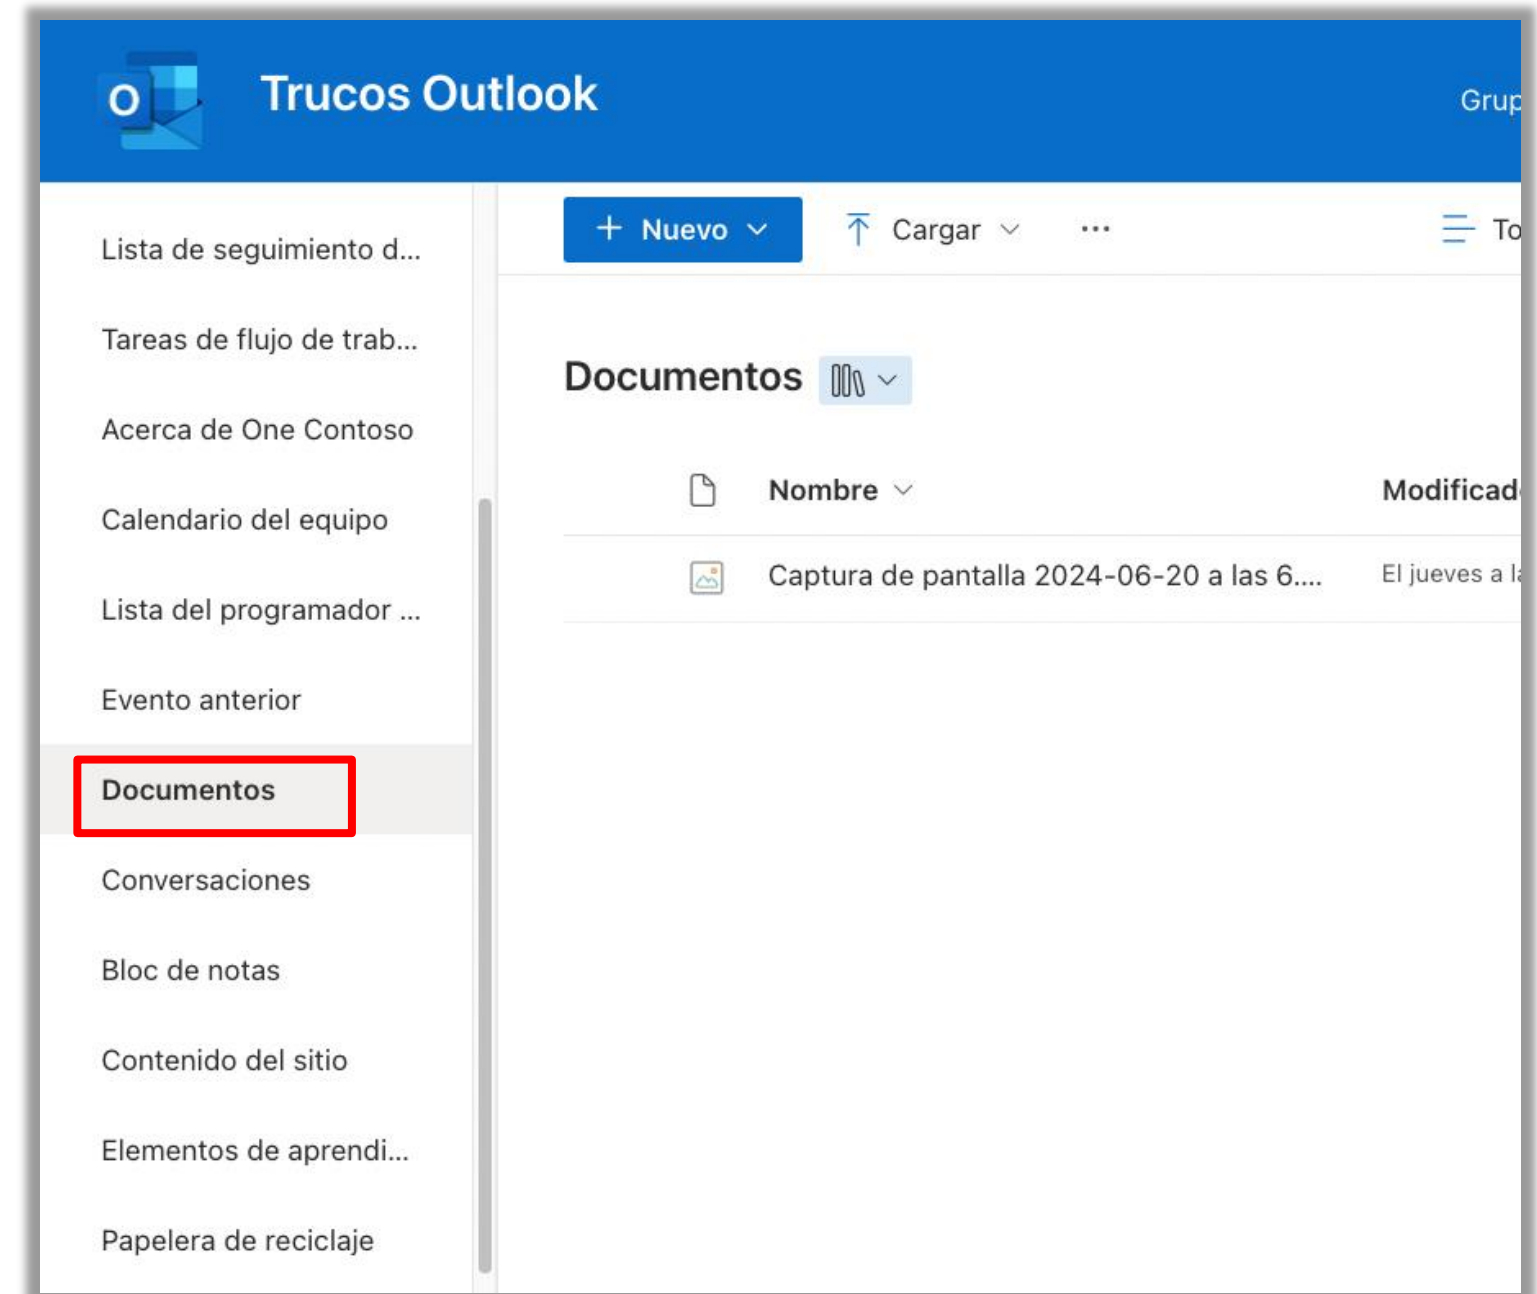 Trucos Outlook
Grup
Lista de seguimiento d...
Tareas de flujo de trab...
Acerca de One Contoso
Calendario del equipo
Lista del programador ...
Evento anterior
Documentos
Conversaciones
Bloc de notas
Contenido del sitio
Elementos de aprendi...
Papelera de reciclaje
+ Nuevo
Cargar
...
To
Documentos
Nombre
Modificad
Captura de pantalla 2024-06-20 a las 6....
El jueves a la